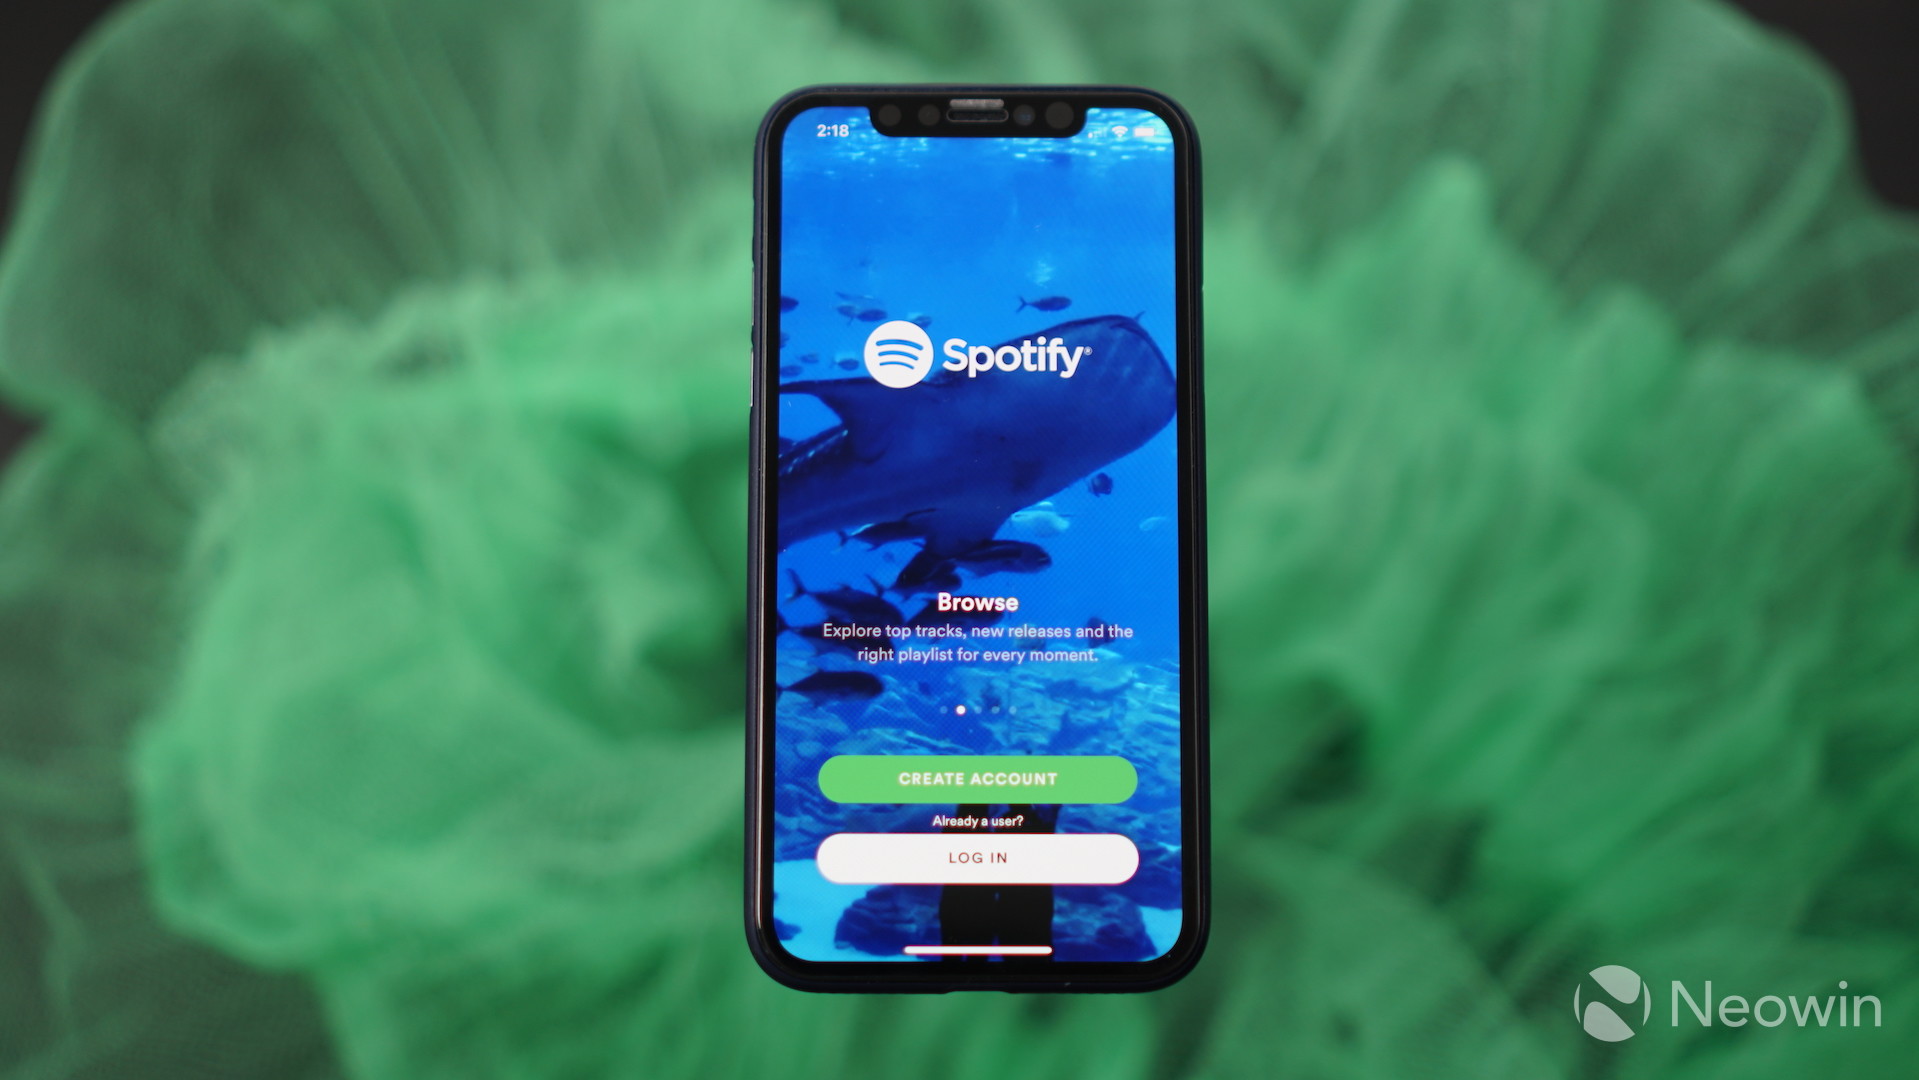 2:18
Spotify®
Browse
Explore top tracks, new releases and the
right playlist for every moment.
CREATE ACCOUNT
Already a user?
LOG IN
Neowin